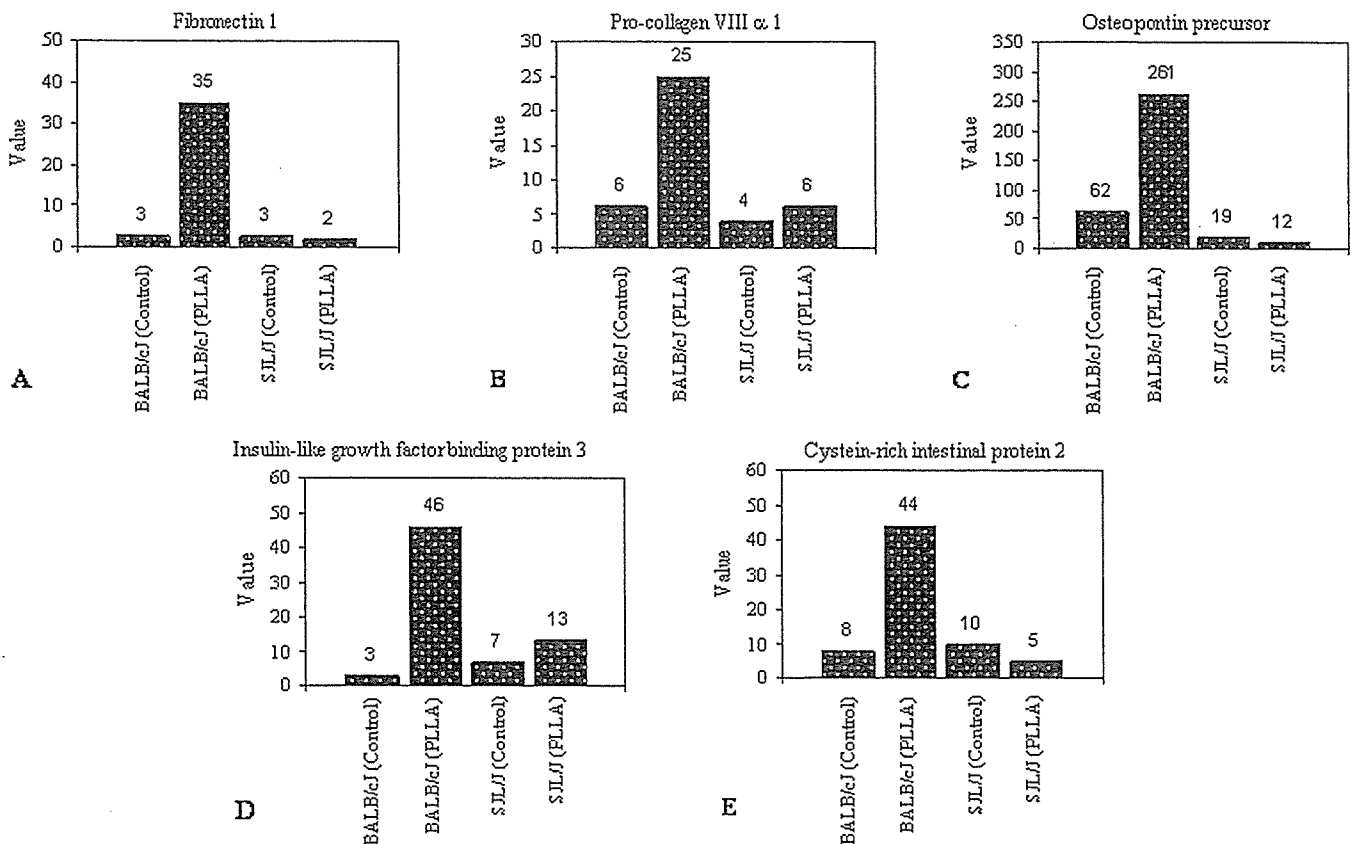 Fibronectin 1
50
40
30
20
10
0
Value
3
35
3
2
BALB/cJ (Control)
BALB/cJ (PLLA)
SJL/J (Control)
SJL/J (PLLA)
A
Pro-collagen VIII α 1
30
25
20
15
10
5
0
Value
6
25
4
6
BALB/cJ (Control)
BALB/cJ (PLLA)
SJL/J (Control)
SJL/J (PLLA)
B
Osteopontin precursor
350
300
250
200
150
100
50
0
Value
62
261
19
12
BALB/cJ (Control)
BALB/cJ (PLLA)
SJL/J (Control)
SJL/J (PLLA)
C
Insulin-like growth factor binding protein 3
60
50
40
30
20
10
0
Value
3
46
7
13
BALB/cJ (Control)
BALB/cJ (PLLA)
SJL/J (Control)
SJL/J (PLLA)
D
Cystein-rich intestinal protein 2
60
50
40
30
20
10
0
Value
8
44
10
5
BALB/cJ (Control)
BALB/cJ (PLLA)
SJL/J (Control)
SJL/J (PLLA)
E